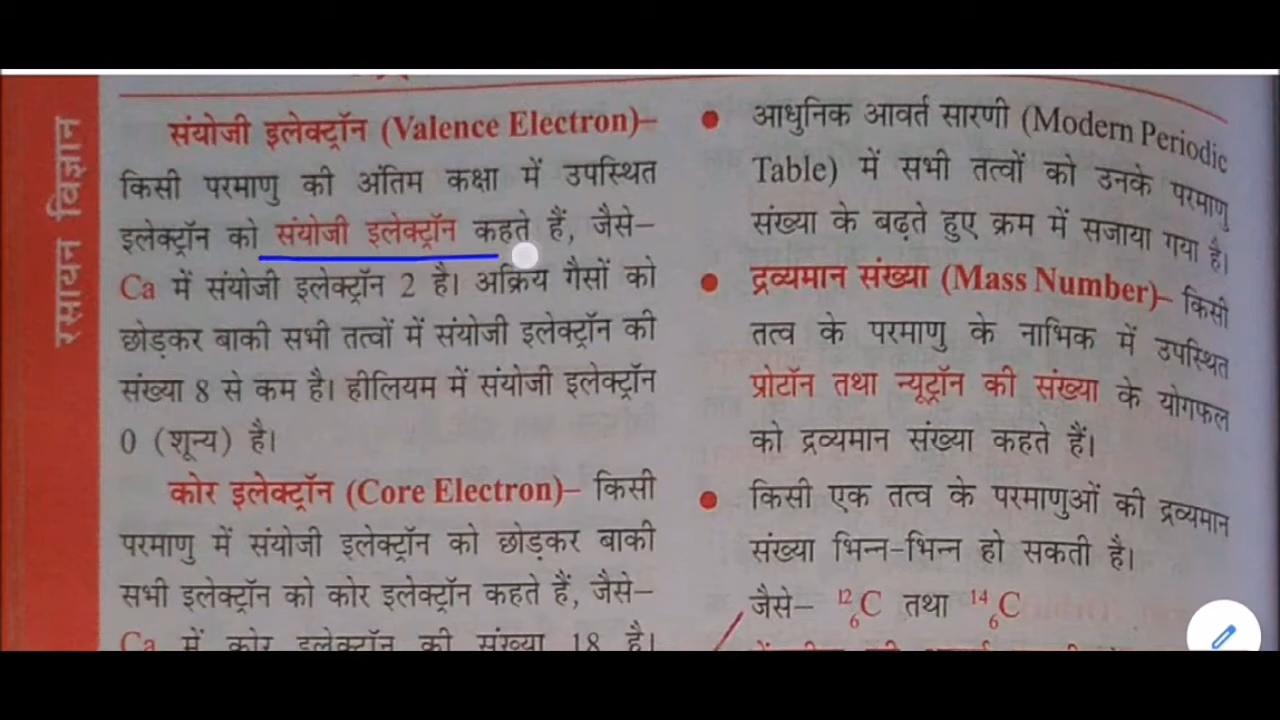 रसायन विज्ञान
संयोजी इलेक्ट्रॉन (Valence Electron)–
किसी परमाणु की अंतिम कक्षा में उपस्थित
इलेक्ट्रॉन को संयोजी इलेक्ट्रॉन कहते हैं, जैसे–
Ca में संयोजी इलेक्ट्रॉन 2 है। अक्रिय गैसों को
छोड़कर बाकी सभी तत्वों में संयोजी इलेक्ट्रॉन की
संख्या 8 से कम है। हीलियम में संयोजी इलेक्ट्रॉन
0 (शून्य) है।
कोर इलेक्ट्रॉन (Core Electron)– किसी
परमाणु में संयोजी इलेक्ट्रॉन को छोड़कर बाकी
सभी इलेक्ट्रॉन को कोर इलेक्ट्रॉन कहते हैं, जैसे–
Ca में कोर इलेक्ट्रॉन की संख्या 18 है।
● आधुनिक आवर्त सारणी (Modern Periodic
Table) में सभी तत्वों को उनके परमाणु
संख्या के बढ़ते हुए क्रम में सजाया गया है।
● द्रव्यमान संख्या (Mass Number)– किसी
तत्व के परमाणु के नाभिक में उपस्थित
प्रोटॉन तथा न्यूट्रॉन की संख्या के योगफल
को द्रव्यमान संख्या कहते हैं।
● किसी एक तत्व के परमाणुओं की द्रव्यमान
संख्या भिन्न-भिन्न हो सकती है।
जैसे– ¹²₆C तथा ¹⁴₆C